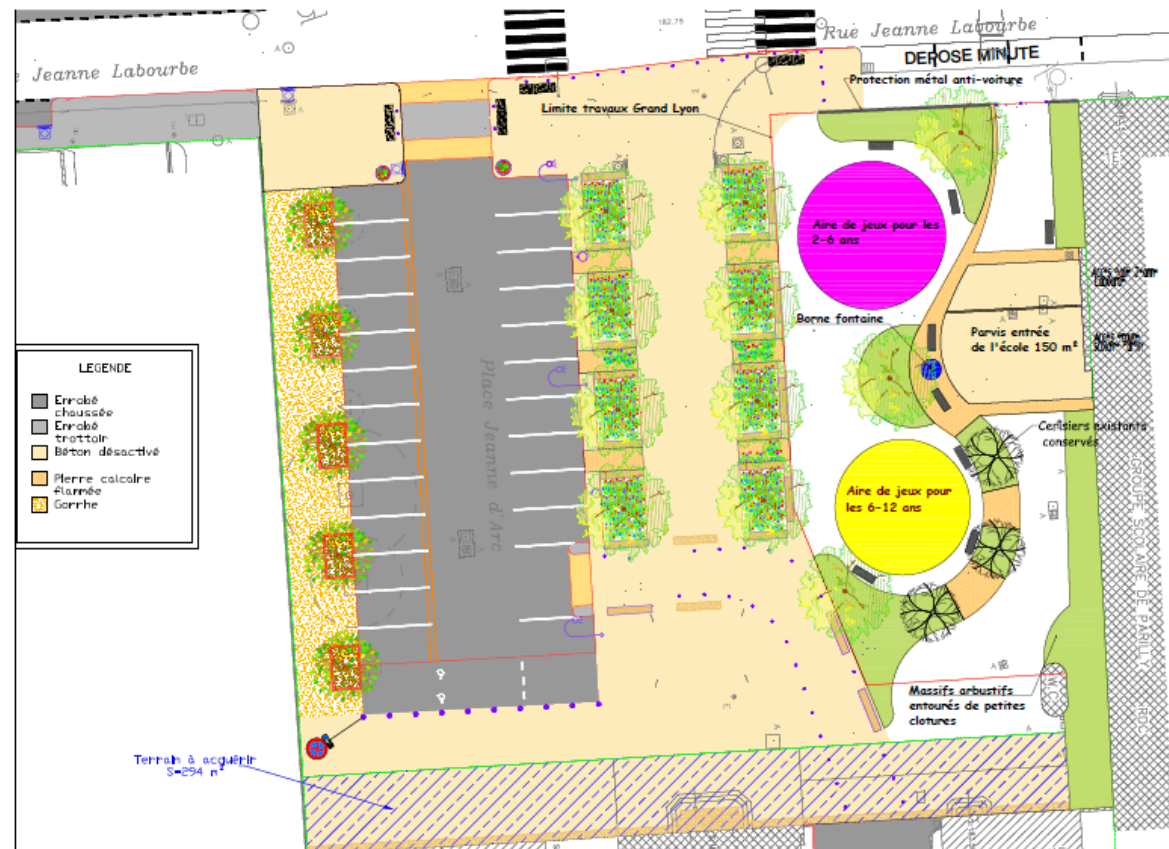 182.79
Rue Jeanne Labourbe
DEPOSE MINUTE
e Jeanne Labourbe
Protection métal anti-voiture
Limite travaux Grand Lyon
Aire de jeux pour les
2-6 ans
Borne fontaine
Parvis entrée
de l'école 150 m²
LEGENDE
Enrobé
chaussée
Enrobé
trottoir
Béton désactivé
Pierre calcaire
flammée
Gorrhe
Place Jeanne d'Arc
Cerisiers existants
conservés
Aire de jeux pour
les 6-12 ans
GROUPE SCOLAIRE DE PARILLY
WC
Massifs arbustifs
entourés de petites
clotures
Terrain à acquérir
S=294 m²